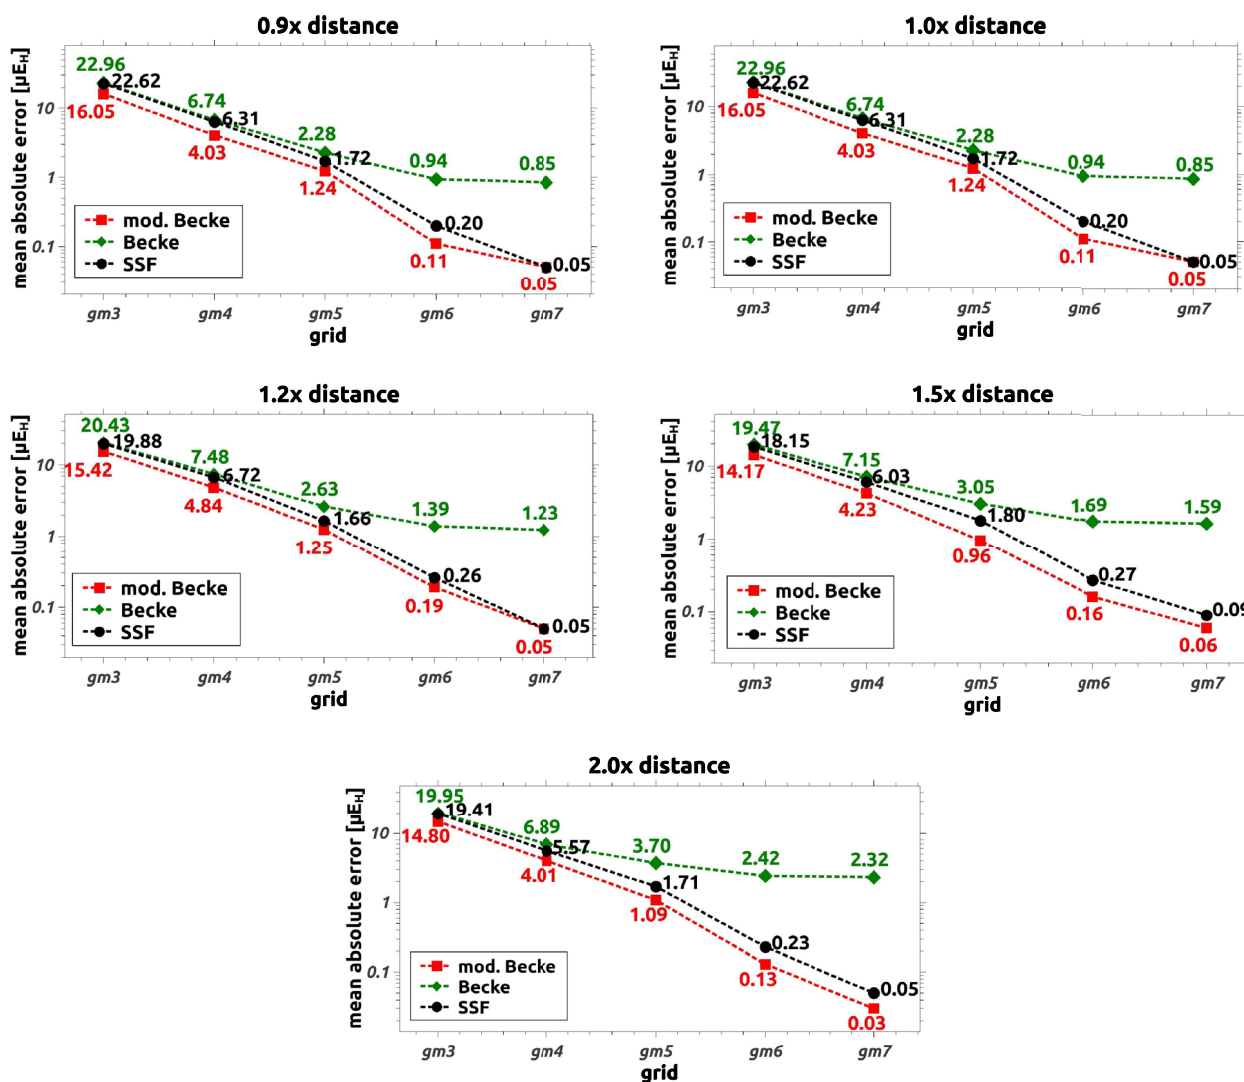 0.9x distance
mean absolute error [µE_H]
10
1
0.1
22.96
22.62
16.05
6.74
6.31
4.03
2.28
1.72
1.24
0.94
0.20
0.11
0.85
0.05
0.05
mod. Becke
Becke
SSF
gm3 gm4 gm5 gm6 gm7
grid
1.0x distance
mean absolute error [µE_H]
10
1
0.1
22.96
22.62
16.05
6.74
6.31
4.03
2.28
1.72
1.24
0.94
0.20
0.11
0.85
0.05
0.05
mod. Becke
Becke
SSF
gm3 gm4 gm5 gm6 gm7
grid
1.2x distance
mean absolute error [µE_H]
10
1
0.1
20.43
19.88
15.42
7.48
6.72
4.84
2.63
1.66
1.25
1.39
0.26
0.19
1.23
0.05
0.05
mod. Becke
Becke
SSF
gm3 gm4 gm5 gm6 gm7
grid
1.5x distance
mean absolute error [µE_H]
10
1
0.1
19.47
18.15
14.17
7.15
6.03
4.23
3.05
1.80
0.96
1.69
0.27
0.16
1.59
0.09
0.06
mod. Becke
Becke
SSF
gm3 gm4 gm5 gm6 gm7
grid
2.0x distance
mean absolute error [µE_H]
10
1
0.1
19.95
19.41
14.80
6.89
5.57
4.01
3.70
1.71
1.09
2.42
0.23
0.13
2.32
0.05
0.03
mod. Becke
Becke
SSF
gm3 gm4 gm5 gm6 gm7
grid